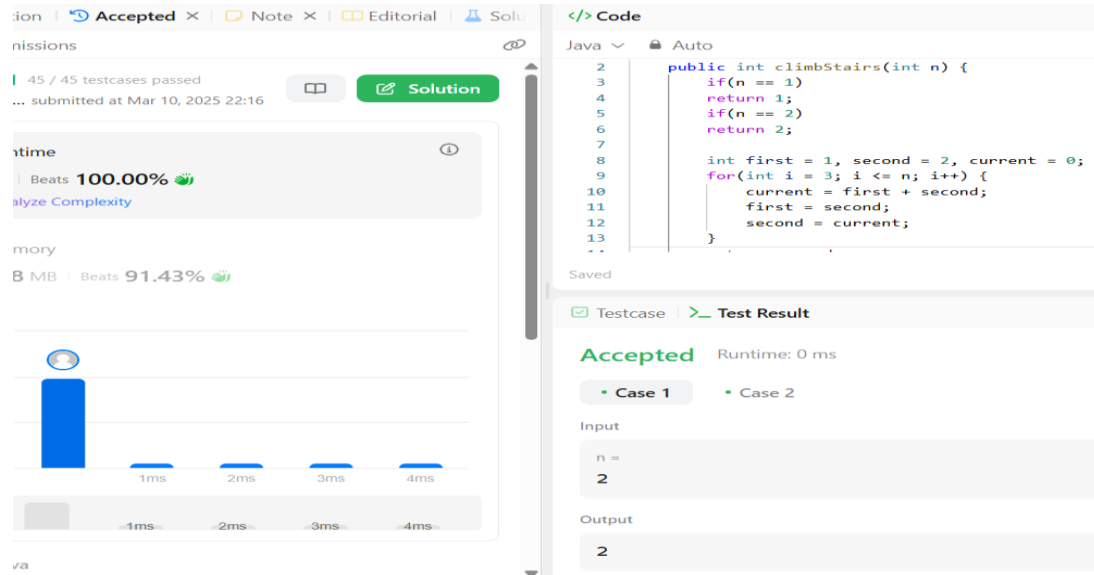 tion Accepted × Note × Editorial Solu
missions
45 / 45 testcases passed
... submitted at Mar 10, 2025 22:16
Solution
ntime
Beats 100.00%
alyze Complexity
mory
8 MB Beats 91.43%
1ms 2ms 3ms 4ms
1ms 2ms 3ms 4ms
va
</> Code
Java Auto
2 public int climbStairs(int n) {
3 if(n == 1)
4 return 1;
5 if(n == 2)
6 return 2;
7
8 int first = 1, second = 2, current = 0;
9 for(int i = 3; i <= n; i++) {
10 current = first + second;
11 first = second;
12 second = current;
13 }
Saved
Testcase >_ Test Result
Accepted Runtime: 0 ms
• Case 1 • Case 2
Input
n =
2
Output
2